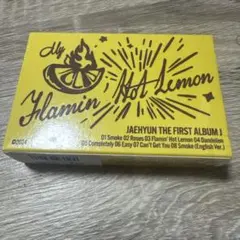 My
Flamin Hot Lemon
JAEHYUN THE FIRST ALBUM J
01 Smoke 02 Roses 03 Flamin' Hot Lemon 04 Dandelion
05 Completely 06 Easy 07 Can't Get You 08 Smoke (English Ver.)